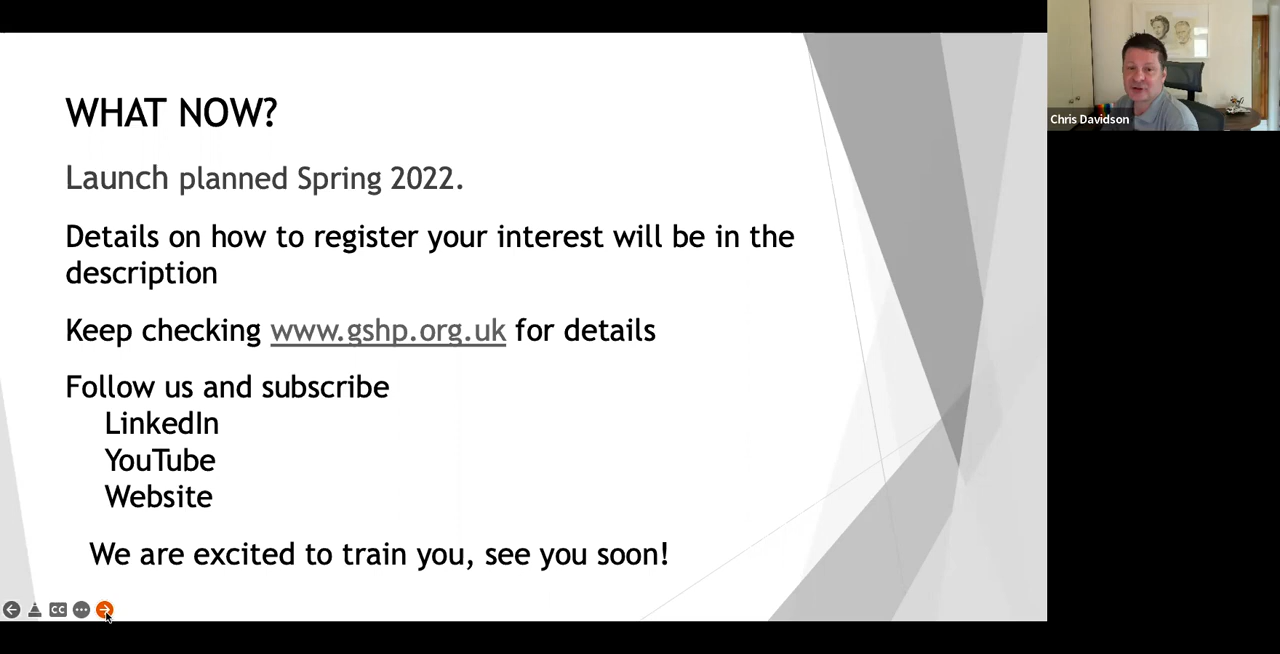 WHAT NOW?
Launch planned Spring 2022.
Details on how to register your interest will be in the
description
Keep checking www.gshp.org.uk for details
Follow us and subscribe
LinkedIn
YouTube
Website
We are excited to train you, see you soon!
CC
Chris Davidson